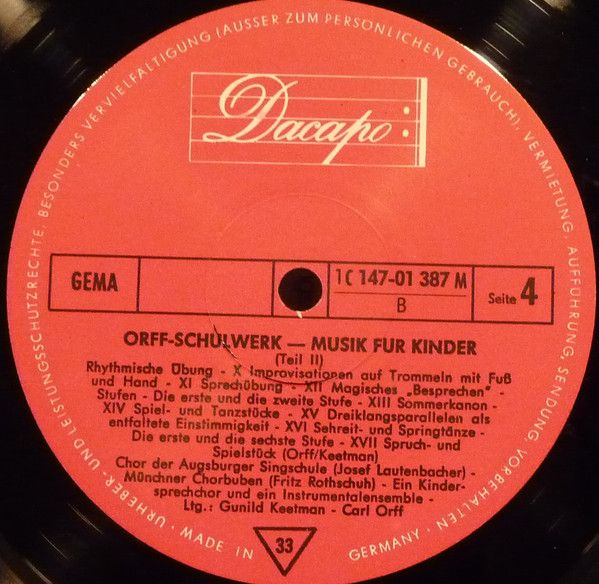 URHEBER- UND LEISTUNGSSCHUTZRECHTE, BESONDERS VERVIELFÄLTIGUNG (AUSSER ZUM PERSÖNLICHEN GEBRAUCH), VERMIETUNG, AUFFÜHRUNG, SENDUNG, VORBEHALTEN
Dacapo
GEMA
1C 147-01 387 M
B
Seite 4
ORFF-SCHULWERK — MUSIK FÜR KINDER
(Teil II)
Rhythmische Übung - X Improvisationen auf Trommeln mit Fuß
und Hand - XI Sprechübung - XII Magisches „Besprechen" -
Stufen - Die erste und die zweite Stufe - XIII Sommerkanon -
XIV Spiel- und Tanzstücke - XV Dreiklangsparallelen als
entfaltete Einstimmigkeit - XVI Sehreit- und Springtänze -
Die erste und die sechste Stufe - XVII Spruch- und
Spielstück (Orff/Keetman)
Chor der Augsburger Singschule (Josef Lautenbacher) -
Münchner Chorbuben (Fritz Rothschuh) - Ein Kinder-
sprechchor und ein Instrumentalensemble -
Ltg.: Gunild Keetman - Carl Orff
33
MADE IN GERMANY